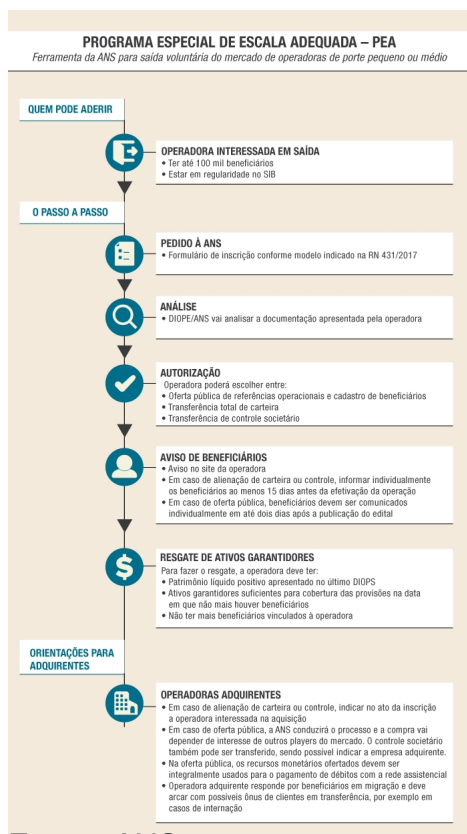 PROGRAMA ESPECIAL DE ESCALA ADEQUADA – PEA
Ferramenta da ANS para saída voluntária do mercado de operadoras de porte pequeno ou médio
QUEM PODE ADERIR
OPERADORA INTERESSADA EM SAÍDA
• Ter até 100 mil beneficiários
• Estar em regularidade no SIB
O PASSO A PASSO
PEDIDO À ANS
• Formulário de inscrição conforme modelo indicado na RN 431/2017
ANÁLISE
• DIOPE/ANS vai analisar a documentação apresentada pela operadora
AUTORIZAÇÃO
Operadora poderá escolher entre:
• Oferta pública de referências operacionais e cadastro de beneficiários
• Transferência total de carteira
• Transferência de controle societário
AVISO DE BENEFICIÁRIOS
• Aviso no site da operadora
• Em caso de alienação de carteira ou controle, informar individualmente
os beneficiários ao menos 15 dias antes da efetivação da operação
• Em caso de oferta pública, beneficiários devem ser comunicados
individualmente em até dois dias após a publicação do edital
$
RESGATE DE ATIVOS GARANTIDORES
Para fazer o resgate, a operadora deve ter:
• Patrimônio líquido positivo apresentado no último DIOPS
• Ativos garantidores suficientes para cobertura das provisões na data
em que não mais houver beneficiários
• Não ter mais beneficiários vinculados à operadora
ORIENTAÇÕES PARA
ADQUIRENTES
OPERADORAS ADQUIRENTES
• Em caso de alienação de carteira ou controle, indicar no ato da inscrição
a operadora interessada na aquisição
• Em caso de oferta pública, a ANS conduzirá o processo e a compra vai
depender de interesse de outros players do mercado. O controle societário
também pode ser transferido, sendo possível indicar a empresa adquirente.
• Na oferta pública, os recursos monetários ofertados devem ser
integralmente usados para o pagamento de débitos com a rede assistencial
• Operadora adquirente responde por beneficiários em migração e deve
arcar com possíveis ônus de clientes em transferência, por exemplo em
casos de internação